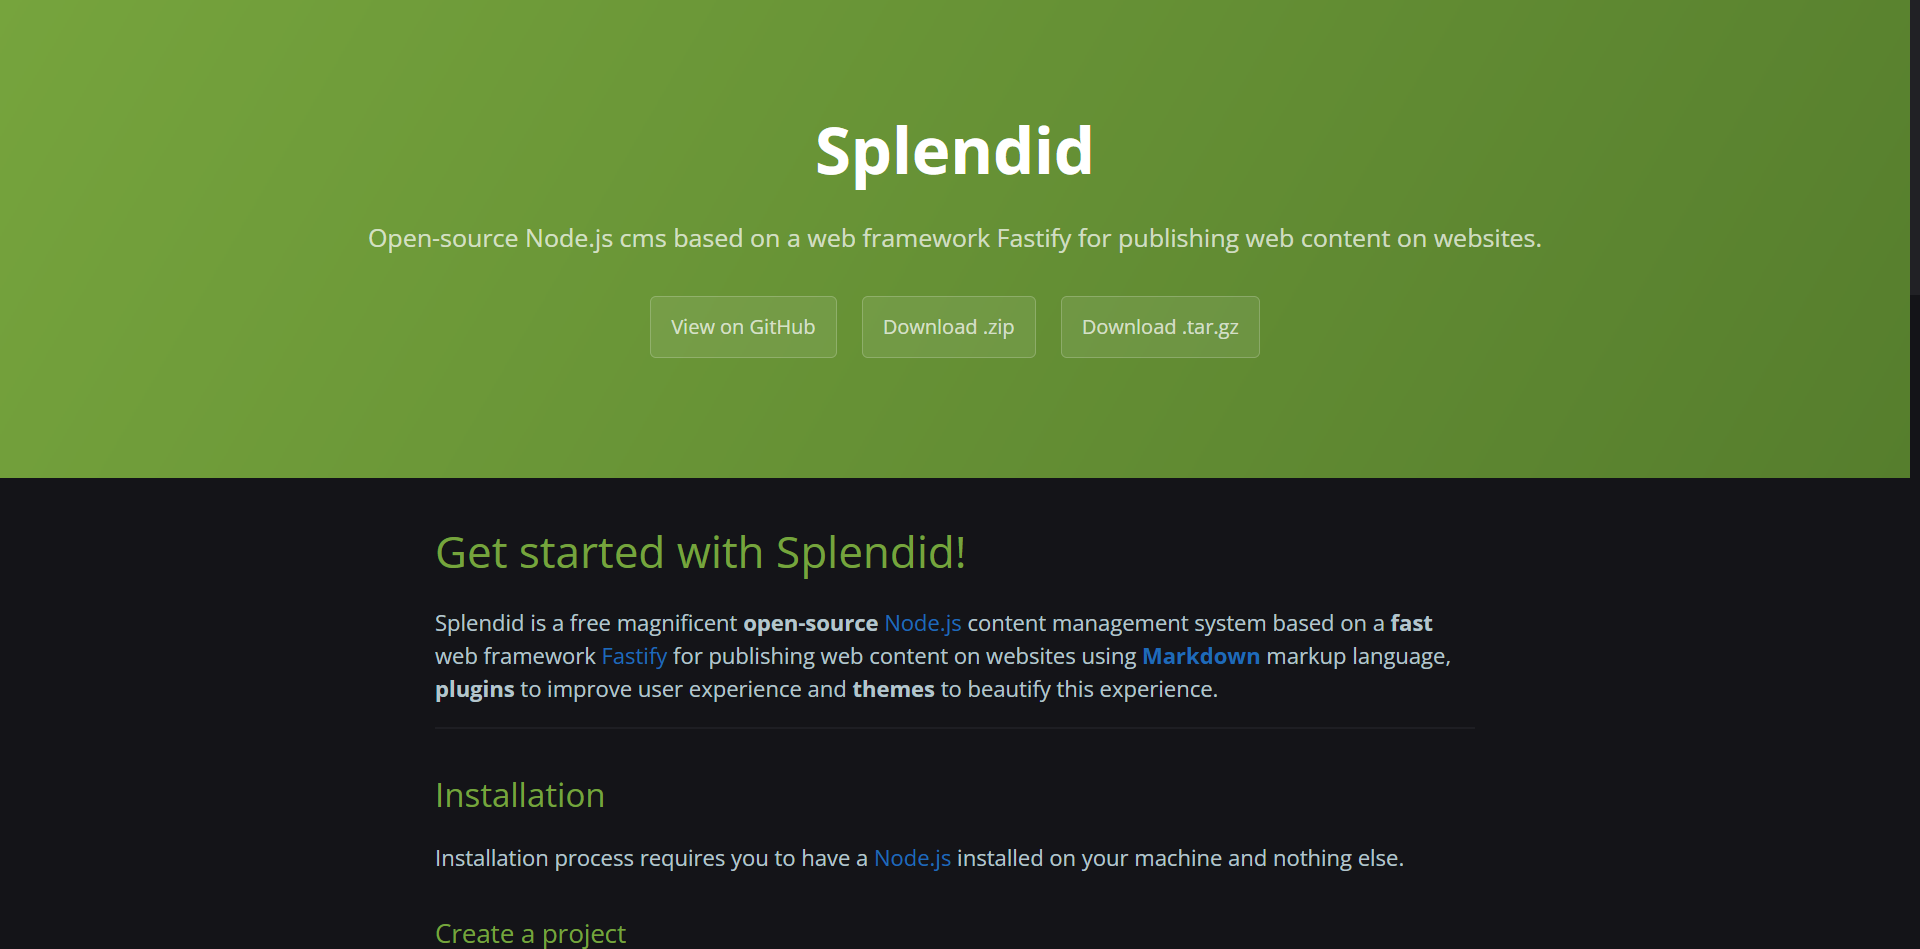 Splendid
Open-source Node.js cms based on a web framework Fastify for publishing web content on websites.
View on GitHub
Download .zip
Download .tar.gz
Get started with Splendid!
Splendid is a free magnificent open-source Node.js content management system based on a fast
web framework Fastify for publishing web content on websites using Markdown markup language,
plugins to improve user experience and themes to beautify this experience.
Installation
Installation process requires you to have a Node.js installed on your machine and nothing else.
Create a project